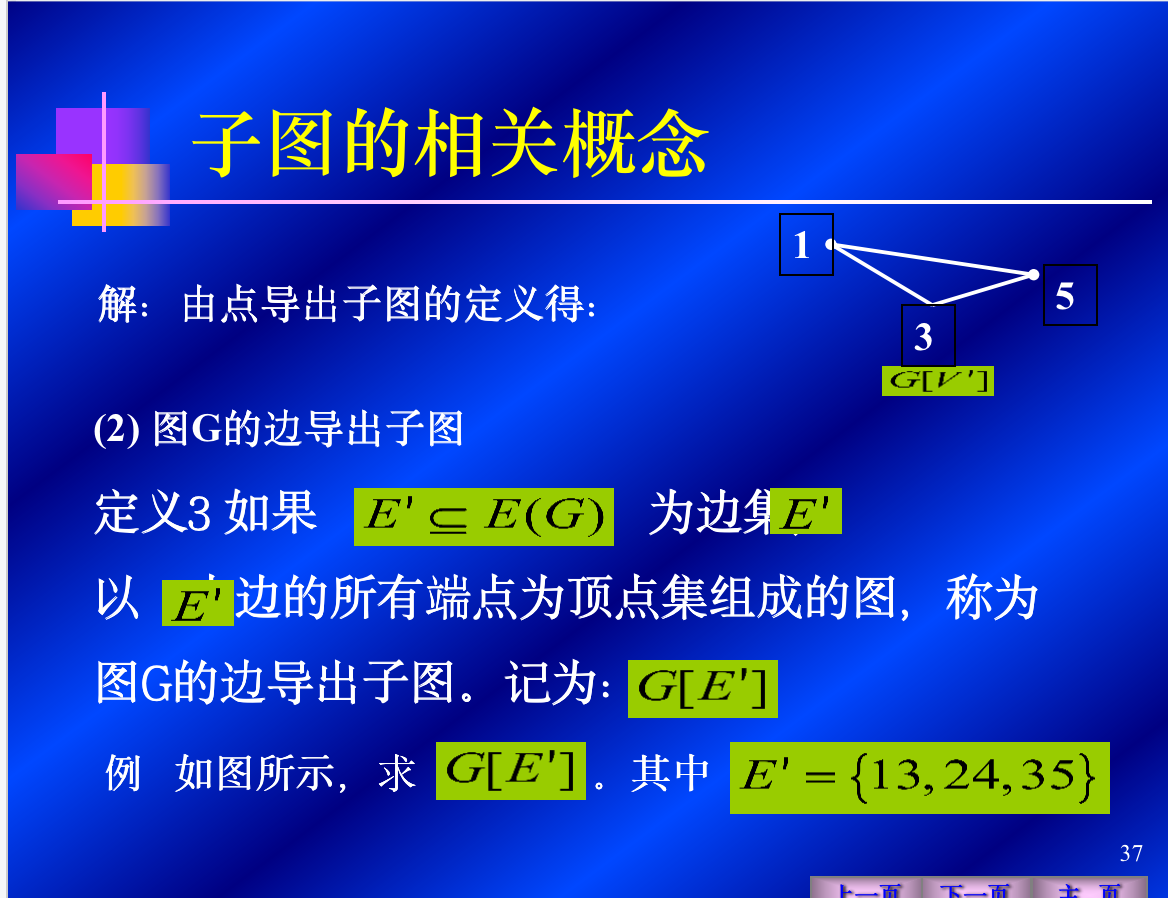 子图的相关概念
1
5
3
G[V']
解： 由点导出子图的定义得：
(2) 图G的边导出子图
定义3 如果 E' ⊆ E(G) 为边集 E'
以 E' 边的所有端点为顶点集组成的图，称为
图G的边导出子图。记为： G[E']
例 如图所示，求 G[E'] 。其中 E' = {13, 24, 35}
37
上一页 下一页 主 页